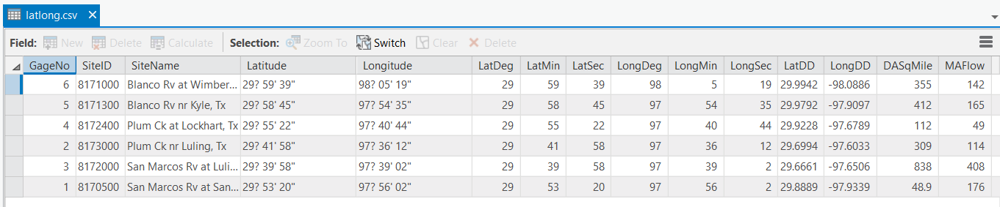 latlong.csv
Field: New Delete Calculate Selection: Zoom To Switch Clear Delete
GageNo SiteID SiteName Latitude Longitude LatDeg LatMin LatSec LongDeg LongMin LongSec LatDD LongDD DASqMile MAFlow
6 8171000 Blanco Rv at Wimber... 29? 59' 39" 98? 05' 19" 29 59 39 98 5 19 29.9942 -98.0886 355 142
5 8171300 Blanco Rv nr Kyle, Tx 29? 58' 45" 97? 54' 35" 29 58 45 97 54 35 29.9792 -97.9097 412 165
4 8172400 Plum Ck at Lockhart, Tx 29? 55' 22" 97? 40' 44" 29 55 22 97 40 44 29.9228 -97.6789 112 49
2 8173000 Plum Ck nr Luling, Tx 29? 41' 58" 97? 36' 12" 29 41 58 97 36 12 29.6994 -97.6033 309 114
3 8172000 San Marcos Rv at Luli... 29? 39' 58" 97? 39' 02" 29 39 58 97 39 2 29.6661 -97.6506 838 408
1 8170500 San Marcos Rv at San... 29? 53' 20" 97? 56' 02" 29 53 20 97 56 2 29.8889 -97.9339 48.9 176